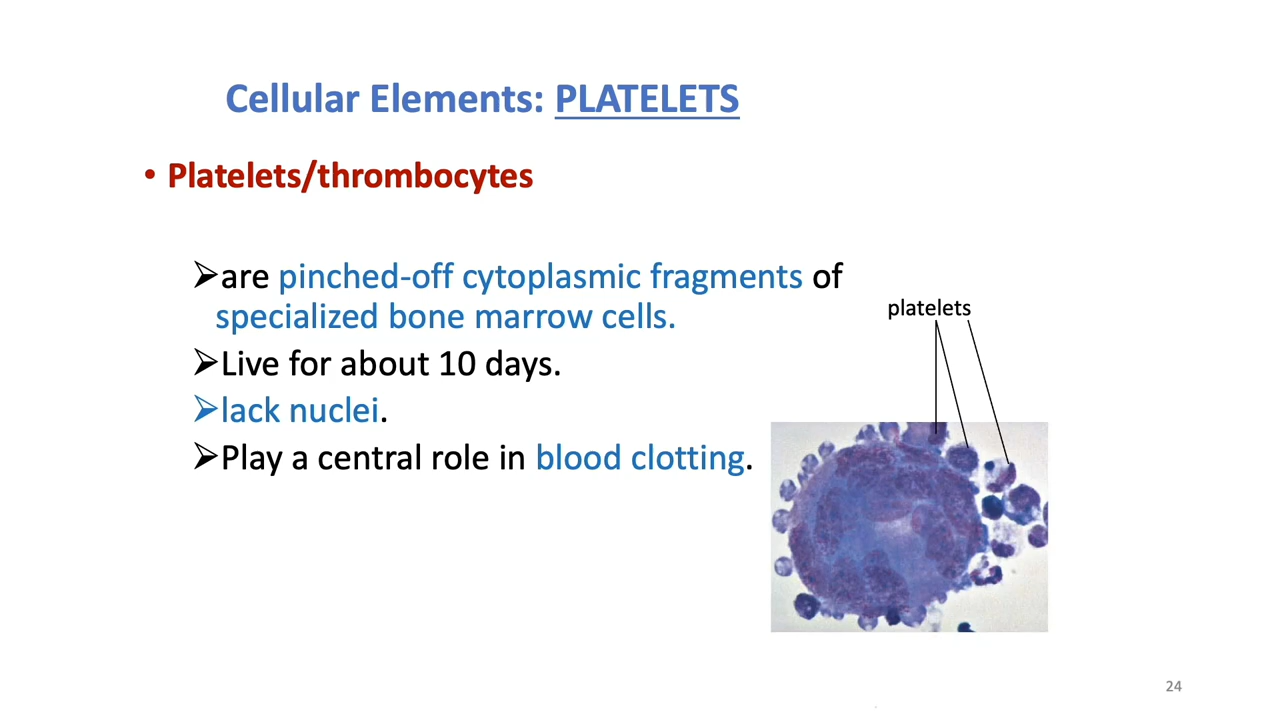 Cellular Elements: PLATELETS
• Platelets/thrombocytes
➢are pinched-off cytoplasmic fragments of
specialized bone marrow cells.
platelets
➢Live for about 10 days.
➢lack nuclei.
➢Play a central role in blood clotting.
24